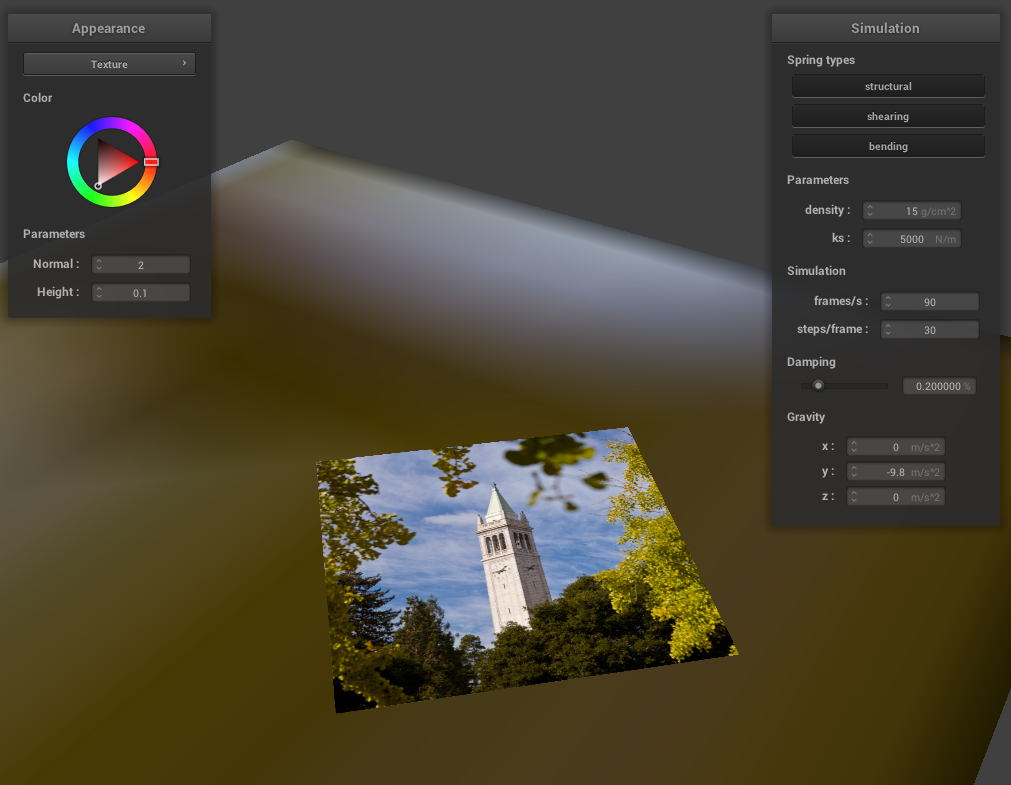 Appearance
Texture
Color
Parameters
Normal : 2
Height : 0.1
Simulation
Spring types
structural
shearing
bending
Parameters
density : 15 g/cm^2
ks : 5000 N/m
Simulation
frames/s : 90
steps/frame : 30
Damping
0.200000 %
Gravity
x : 0 m/s^2
y : -9.8 m/s^2
z : 0 m/s^2